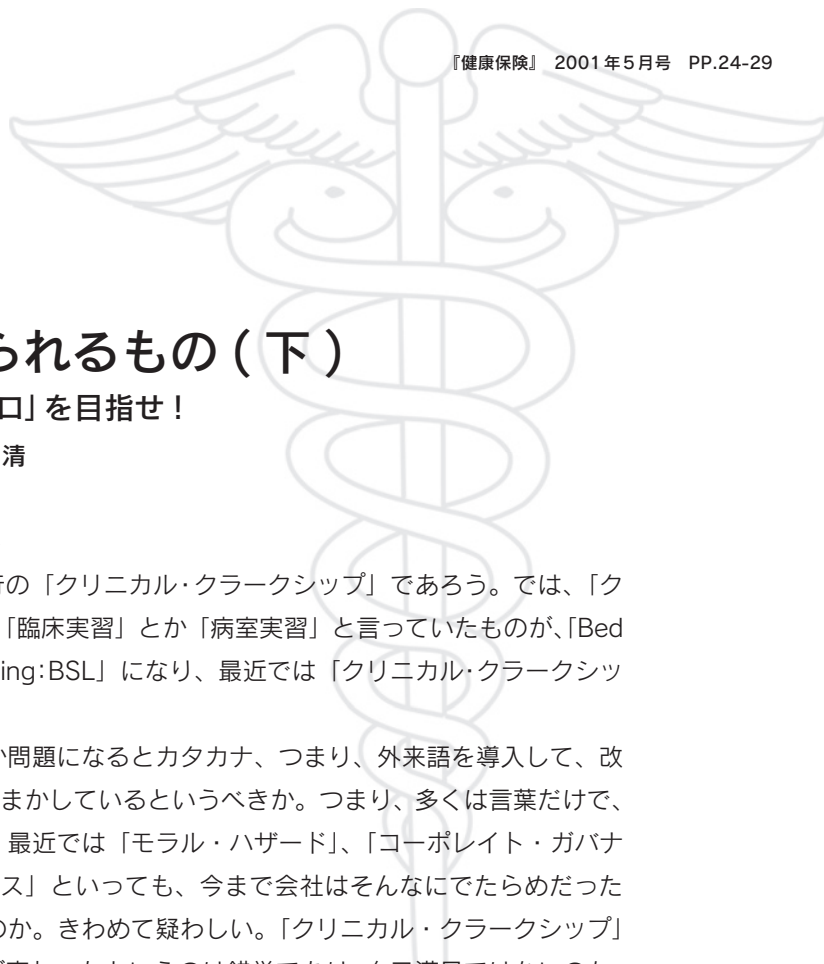 『健康保険』 2001年5月号 PP.24-29
られるもの ( 下 )
口」を目指せ！
清
の「クリニカル・クラークシップ」であろう。では、「ク
「臨床実習」とか「病室実習」と言っていたものが、「Bed
ing:BSL」になり、最近では「クリニカル・クラークシッ
問題になるとカタカナ、つまり、外来語を導入して、改
まかしているというべきか。つまり、多くは言葉だけで、
最近では「モラル・ハザード」、「コーポレイト・ガバナ
ス」といっても、今まで会社はそんなにでたらめだった
のか。きわめて疑わしい。「クリニカル・クラークシップ」